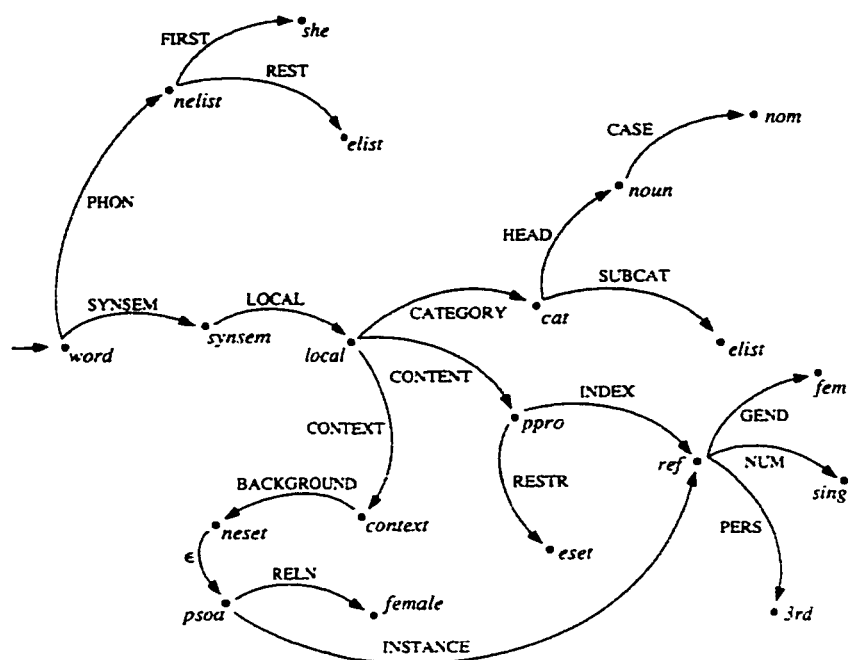 she
FIRST
REST
nelist
elist
nom
CASE
noun
PHON
HEAD
SUBCAT
SYNSEM
LOCAL
CATEGORY
cat
word
synsem
local
elist
CONTENT
fem
INDEX
GEND
ppro
CONTEXT
ref
NUM
RESTR
sing
BACKGROUND
PERS
neset
context
eset
ϵ
RELN
psoa
female
3rd
INSTANCE